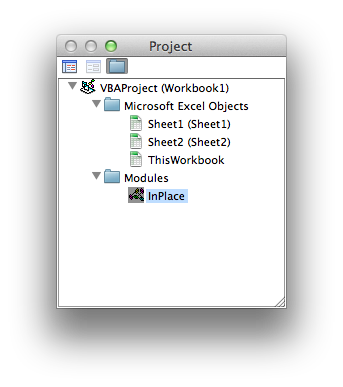 Project
VBAProject (Workbook1)
Microsoft Excel Objects
Sheet1 (Sheet1)
Sheet2 (Sheet2)
ThisWorkbook
Modules
InPlace